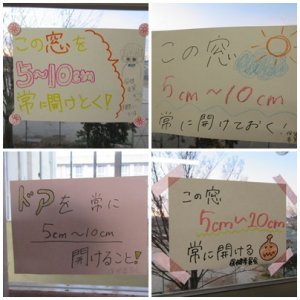 この窓を
5〜10cm
常に開けとく!
この窓
5cm〜10cm
常に開けておく!
ドアを常に
5cm〜10cm
開けること!
この窓
5cm〜10cm
常に開ける